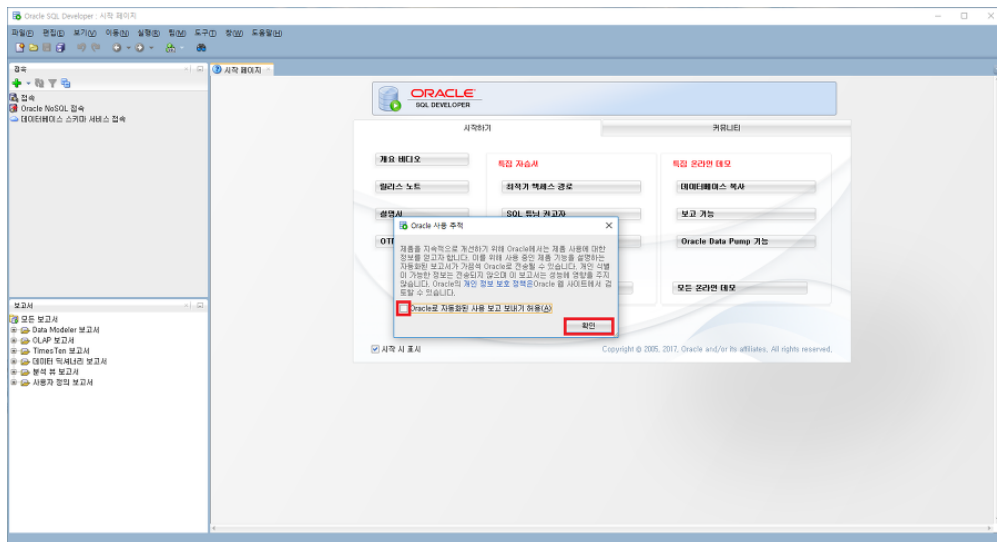 Oracle SQL Developer : 시작 페이지
파일(F) 편집(E) 보기(V) 이동(N) 실행(R) 팀(M) 도구(T) 창(W) 도움말(H)
접속
접속
Oracle NoSQL 접속
데이터베이스 스키마 서비스 접속
보고서
모든 보고서
Data Modeler 보고서
OLAP 보고서
TimesTen 보고서
데이터 딕셔너리 보고서
분석 뷰 보고서
사용자 정의 보고서
시작 페이지
ORACLE
SQL DEVELOPER
시작하기
커뮤니티
개요 비디오
릴리스 노트
설명서
특집 자습서
최적기 액세스 경로
SQL 튜닝 권고자
특집 온라인 데모
데이터베이스 복사
보고 기능
Oracle Data Pump 기능
모든 온라인 데모
Oracle 사용 추적
제품을 지속적으로 개선하기 위해 Oracle에서는 제품 사용에 대한
정보를 얻고자 합니다. 이를 위해 사용 중인 제품 기능을 설명하는
자동화된 보고서가 가끔씩 Oracle로 전송될 수 있습니다. 개인 식별
이 가능한 정보는 전송되지 않으며 이 보고서는 성능에 영향을 주지
않습니다. Oracle의 개인 정보 보호 정책은Oracle 웹 사이트에서 검
토할 수 있습니다.
Oracle로 자동화된 사용 보고 보내기 허용(A)
확인
시작 시 표시
Copyright © 2005, 2017, Oracle and/or its affiliates. All rights reserved.